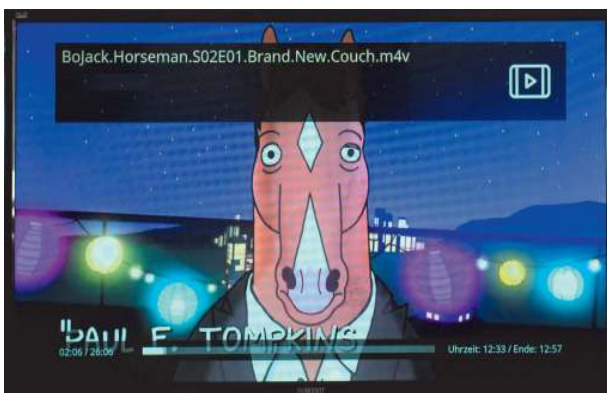 BoJack.Horseman.S02E01.Brand.New.Couch.m4v
"PAUL F. TOMPKINS
02:06 / 26:06
Uhrzeit: 12:33 / Ende: 12:57